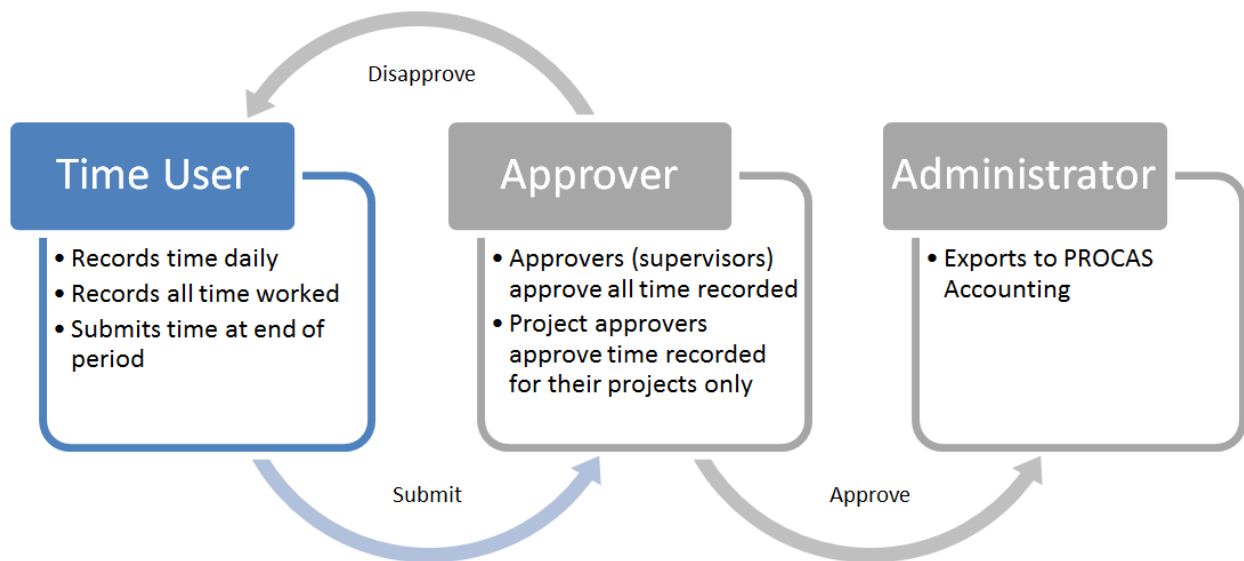 Disapprove
Time User
• Records time daily
• Records all time worked
• Submits time at end of
period
Approver
• Approvers (supervisors)
approve all time recorded
• Project approvers
approve time recorded
for their projects only
Administrator
• Exports to PROCAS
Accounting
Submit
Approve